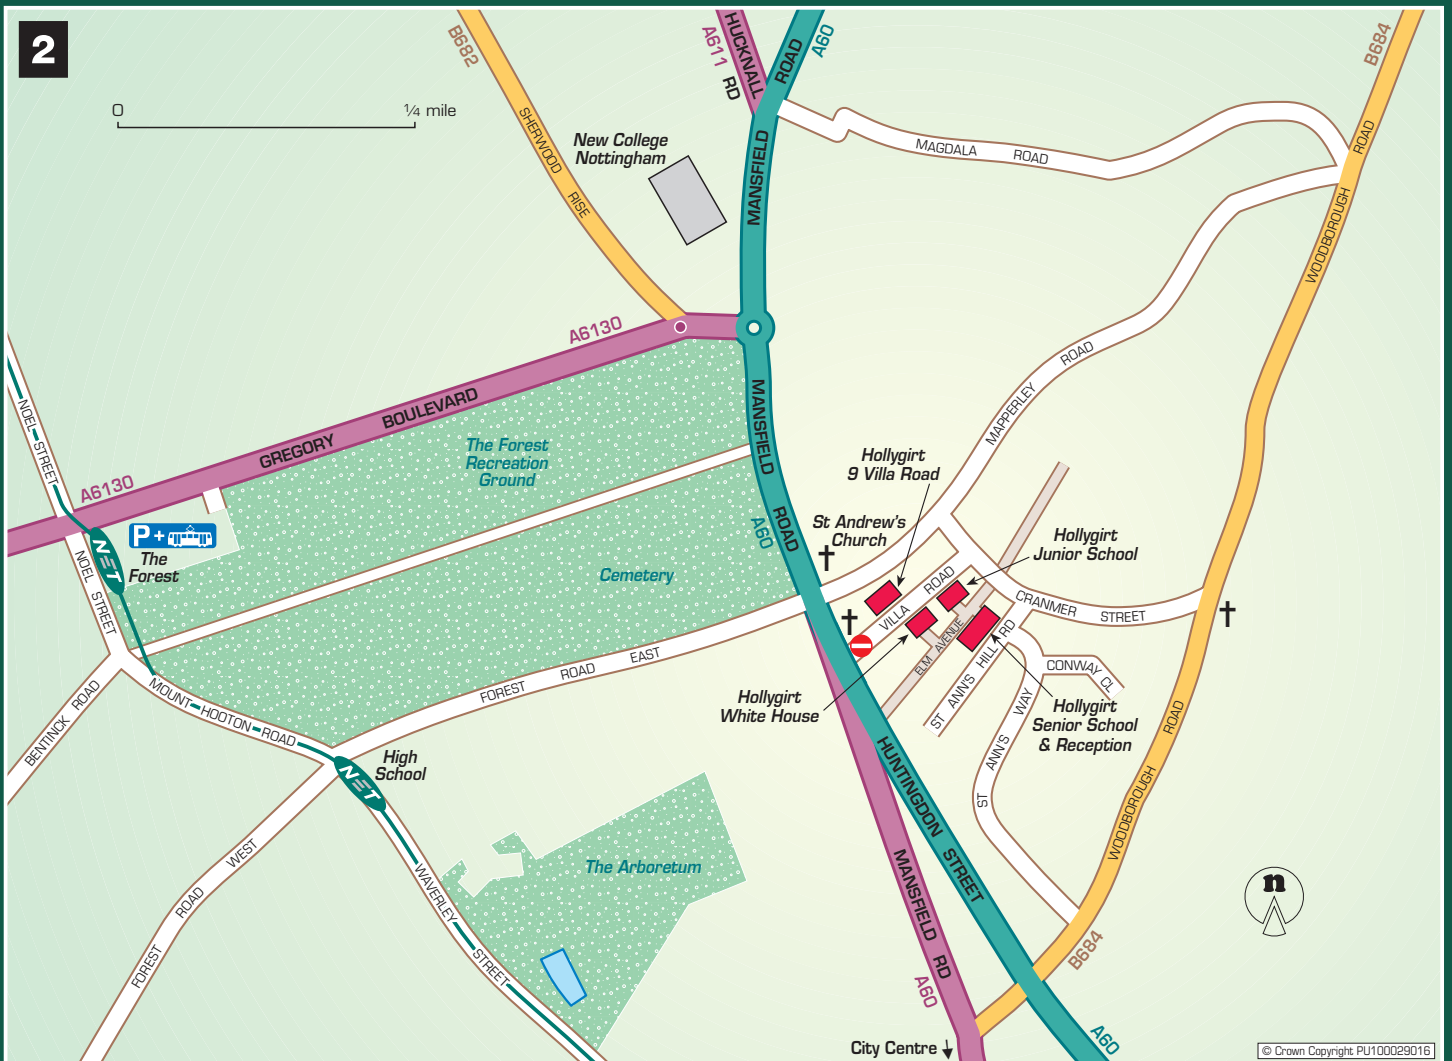 2
0 ¼ mile
B682
SHERWOOD RISE
New College
Nottingham
A611
HUCKNALL RD
MANSFIELD ROAD
A60
MAGDALA ROAD
B684
WOODBOROUGH ROAD
A6130
GREGORY BOULEVARD
A6130
NOEL STREET
The Forest
Recreation
Ground
MANSFIELD ROAD
A60
MAPPERLEY ROAD
P+
The
Forest
NET
NOEL STREET
Cemetery
Hollygirt
9 Villa Road
St Andrew's
Church
Hollygirt
Junior School
VILLA ROAD
ELM AVENUE
CRANMER STREET
ST ANN'S HILL RD
CONWAY CL
ST ANN'S WAY
Hollygirt
White House
Hollygirt
Senior School
& Reception
FOREST ROAD EAST
BENTINCK ROAD
MOUNT HOOTON ROAD
High
School
NET
FOREST ROAD WEST
WAVERLEY STREET
The Arboretum
HUNTINGDON STREET
MANSFIELD RD
A60
WOODBOROUGH ROAD
B684
A60
n
City Centre
© Crown Copyright PU100029016